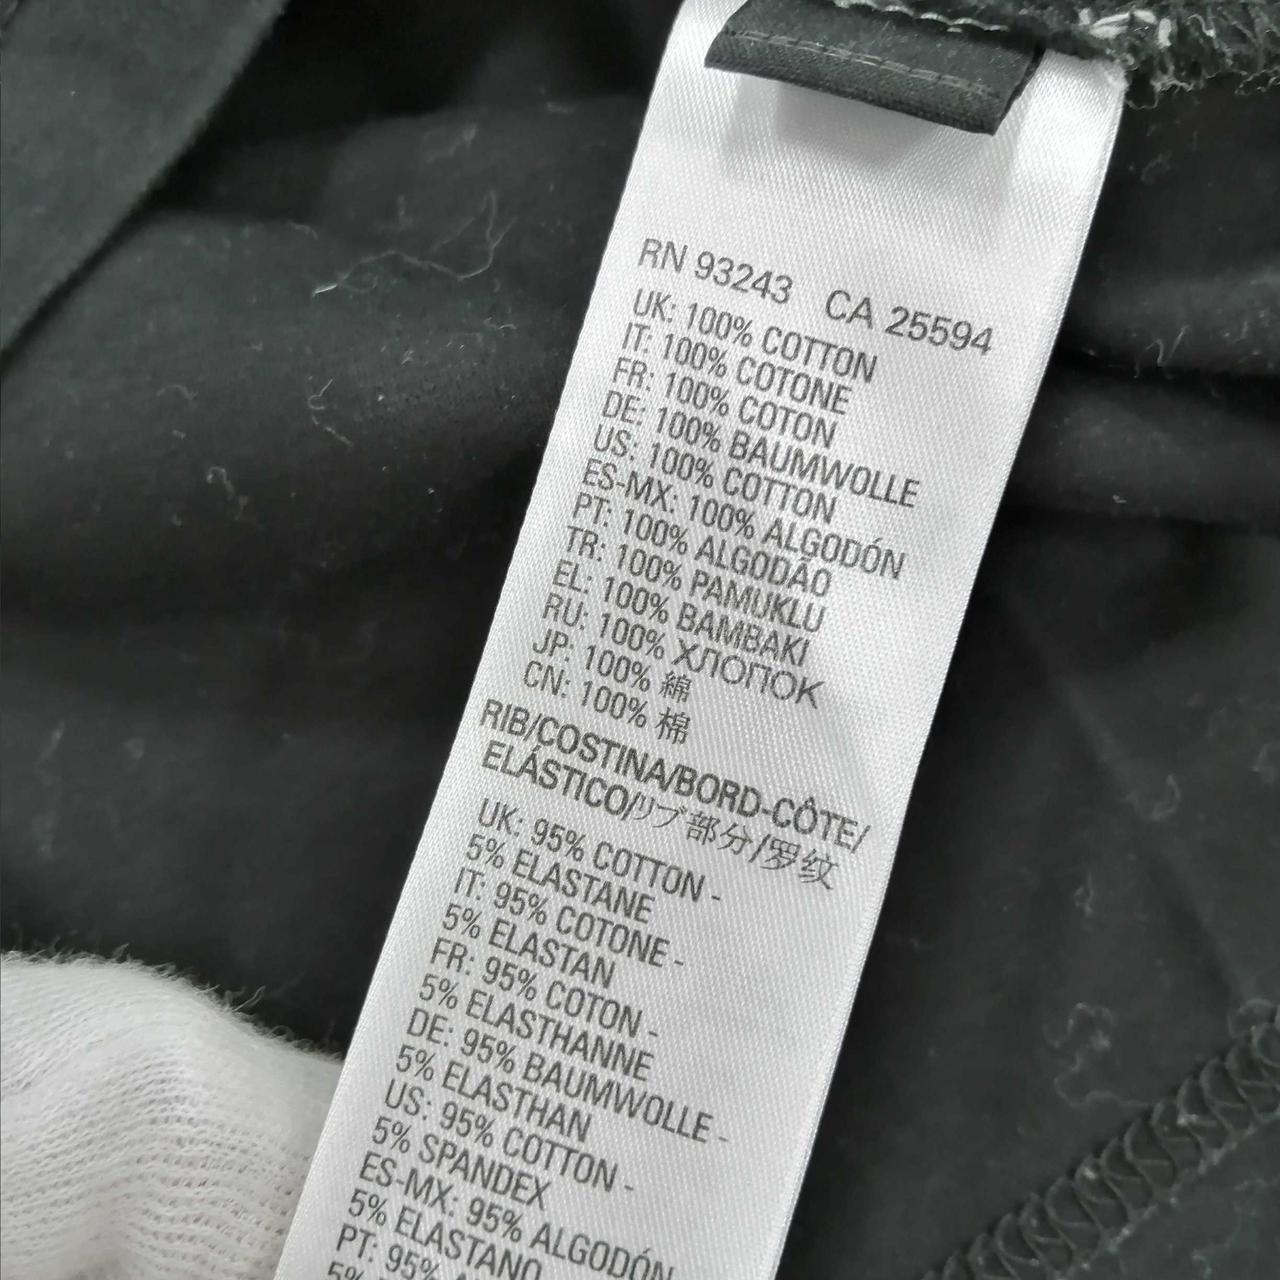 RN 93243 CA 25594
UK: 100% COTTON
IT: 100% COTONE
FR: 100% COTON
DE: 100% BAUMWOLLE
US: 100% COTTON
ES-MX: 100% ALGODÓN
PT: 100% ALGODÃO
TR: 100% PAMUKLU
EL: 100% BAMBAKI
RU: 100% ХЛОПОК
JP: 100% 綿
CN: 100% 棉
RIB/COSTINA/BORD-CÔTE/
ELÁSTICO/リブ部分/罗纹
UK: 95% COTTON -
5% ELASTANE
IT: 95% COTONE -
5% ELASTAN
FR: 95% COTON -
5% ELASTHANNE
DE: 95% BAUMWOLLE -
5% ELASTHAN
US: 95% COTTON -
5% SPANDEX
ES-MX: 95% ALGODÓN
5% ELASTANO
PT: 95%
5%